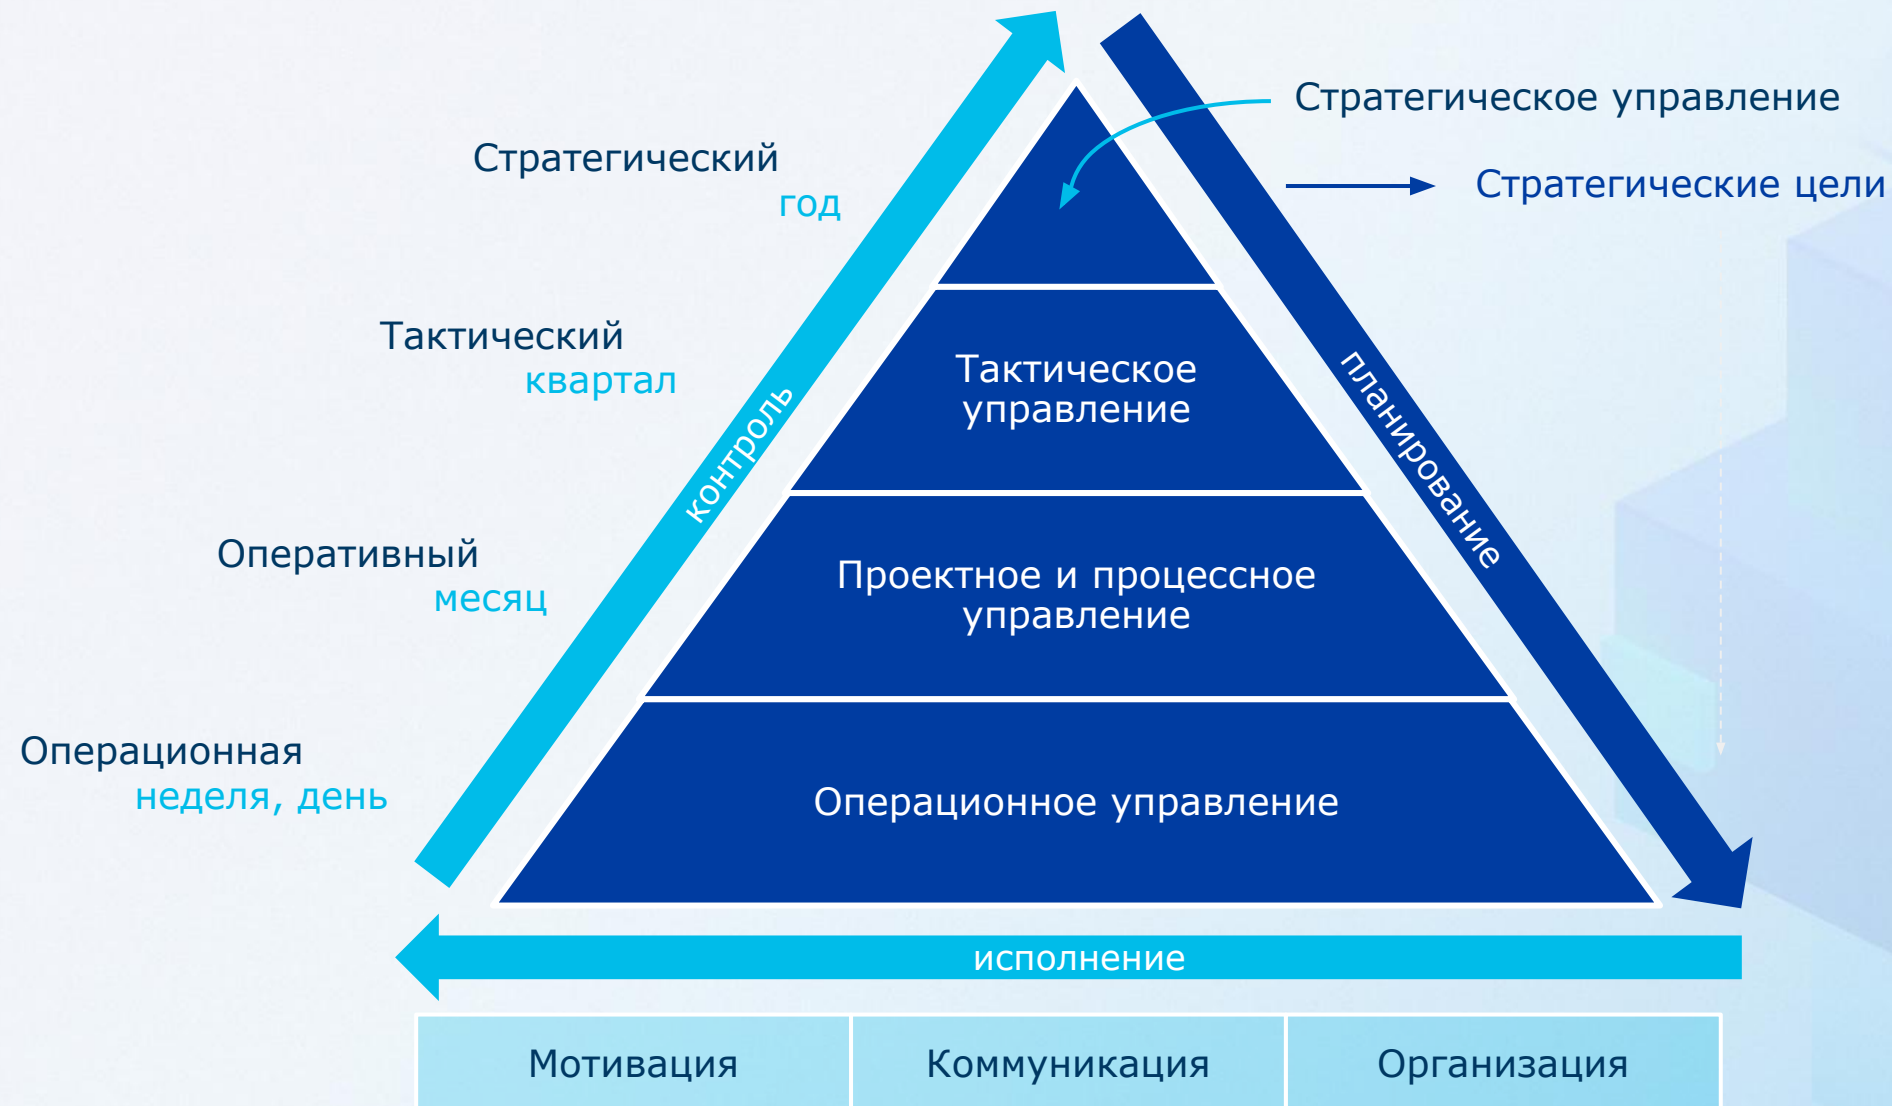 Стратегическое управление
Стратегический
год
Стратегические цели
Тактический
квартал
Тактическое
управление
контроль
планирование
Оперативный
месяц
Проектное и процессное
управление
Операционная
неделя, день
Операционное управление
исполнение
Мотивация
Коммуникация
Организация